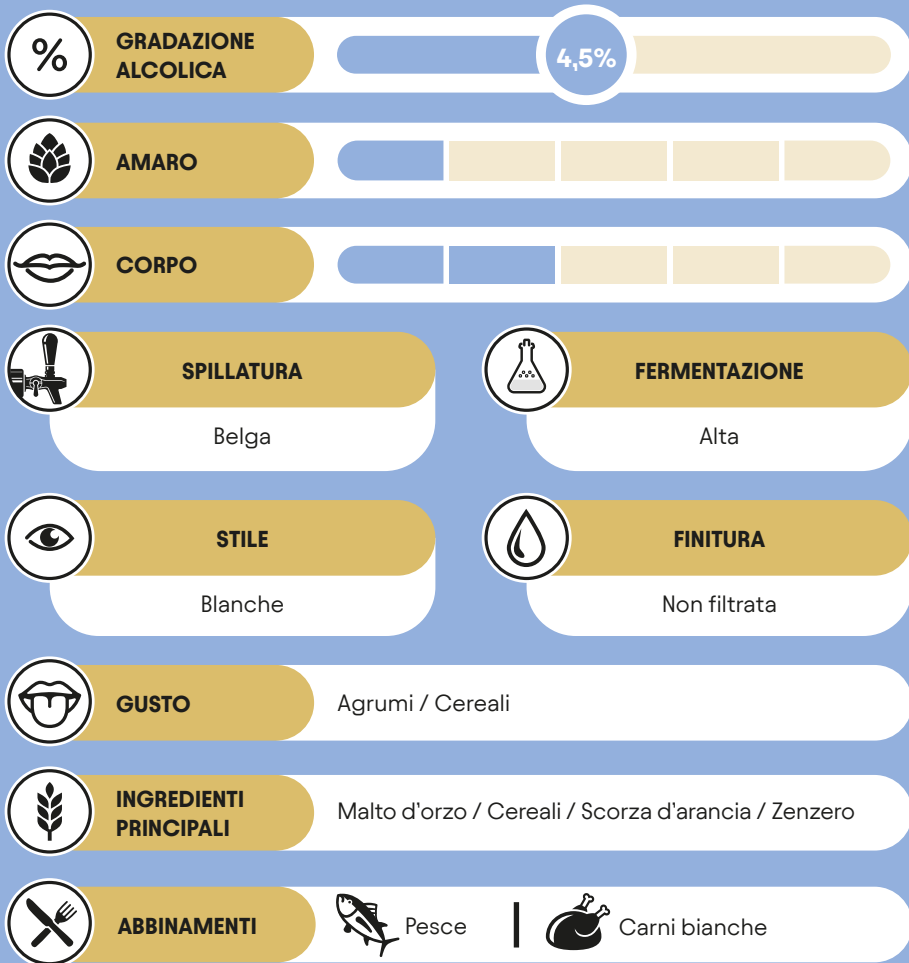 %
GRADAZIONE
ALCOLICA
4,5%
AMARO
CORPO
SPILLATURA
Belga
FERMENTAZIONE
Alta
STILE
Blanche
FINITURA
Non filtrata
GUSTO
Agrumi / Cereali
INGREDIENTI
PRINCIPALI
Malto d'orzo / Cereali / Scorza d'arancia / Zenzero
ABBINAMENTI
Pesce
Carni bianche